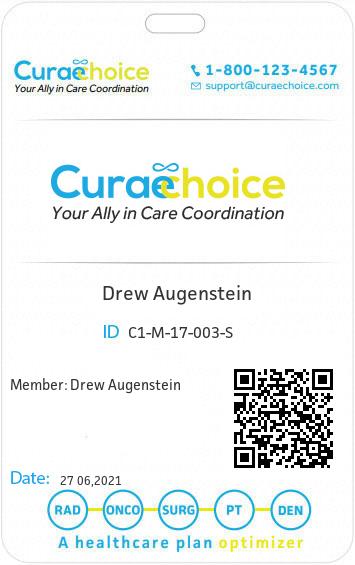 Curaechoice
Your Ally in Care Coordination
1-800-123-4567
support@curaechoice.com
Curaechoice
Your Ally in Care Coordination
Drew Augenstein
ID C1-M-17-003-S
Member: Drew Augenstein
Date: 27 06,2021
RAD ONCO SURG PT DEN
A healthcare plan optimizer